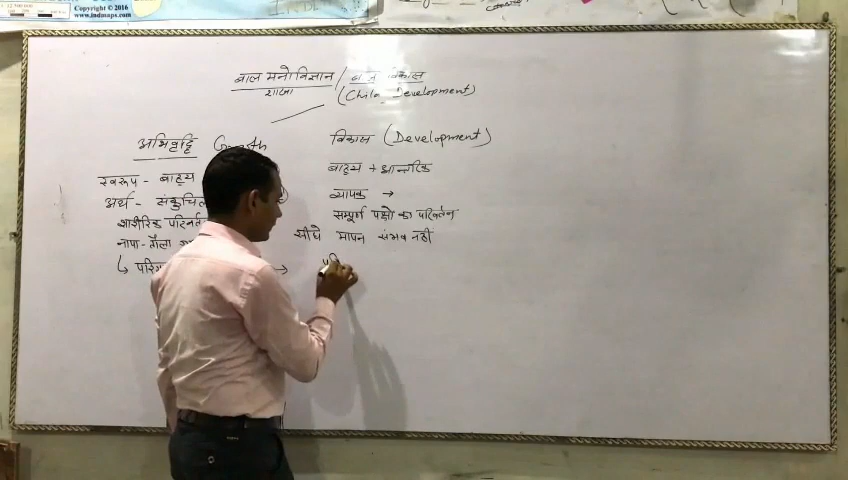 Copyright © 2016
www.indmaps.com
बाल मनोविज्ञान / बाल विकास
शाखा (Child Development)
अभिवृद्धि Growth
विकास (Development)
स्वरूप - बाह्य
बाह्य + आन्तरिक
अर्थ - संकुचित
व्यापक →
शारीरिक परिवर्त
सम्पूर्ण पक्षों का परिवर्तन
नापा-तौला
सीधे मापन संभव नहीं
↳ परि →